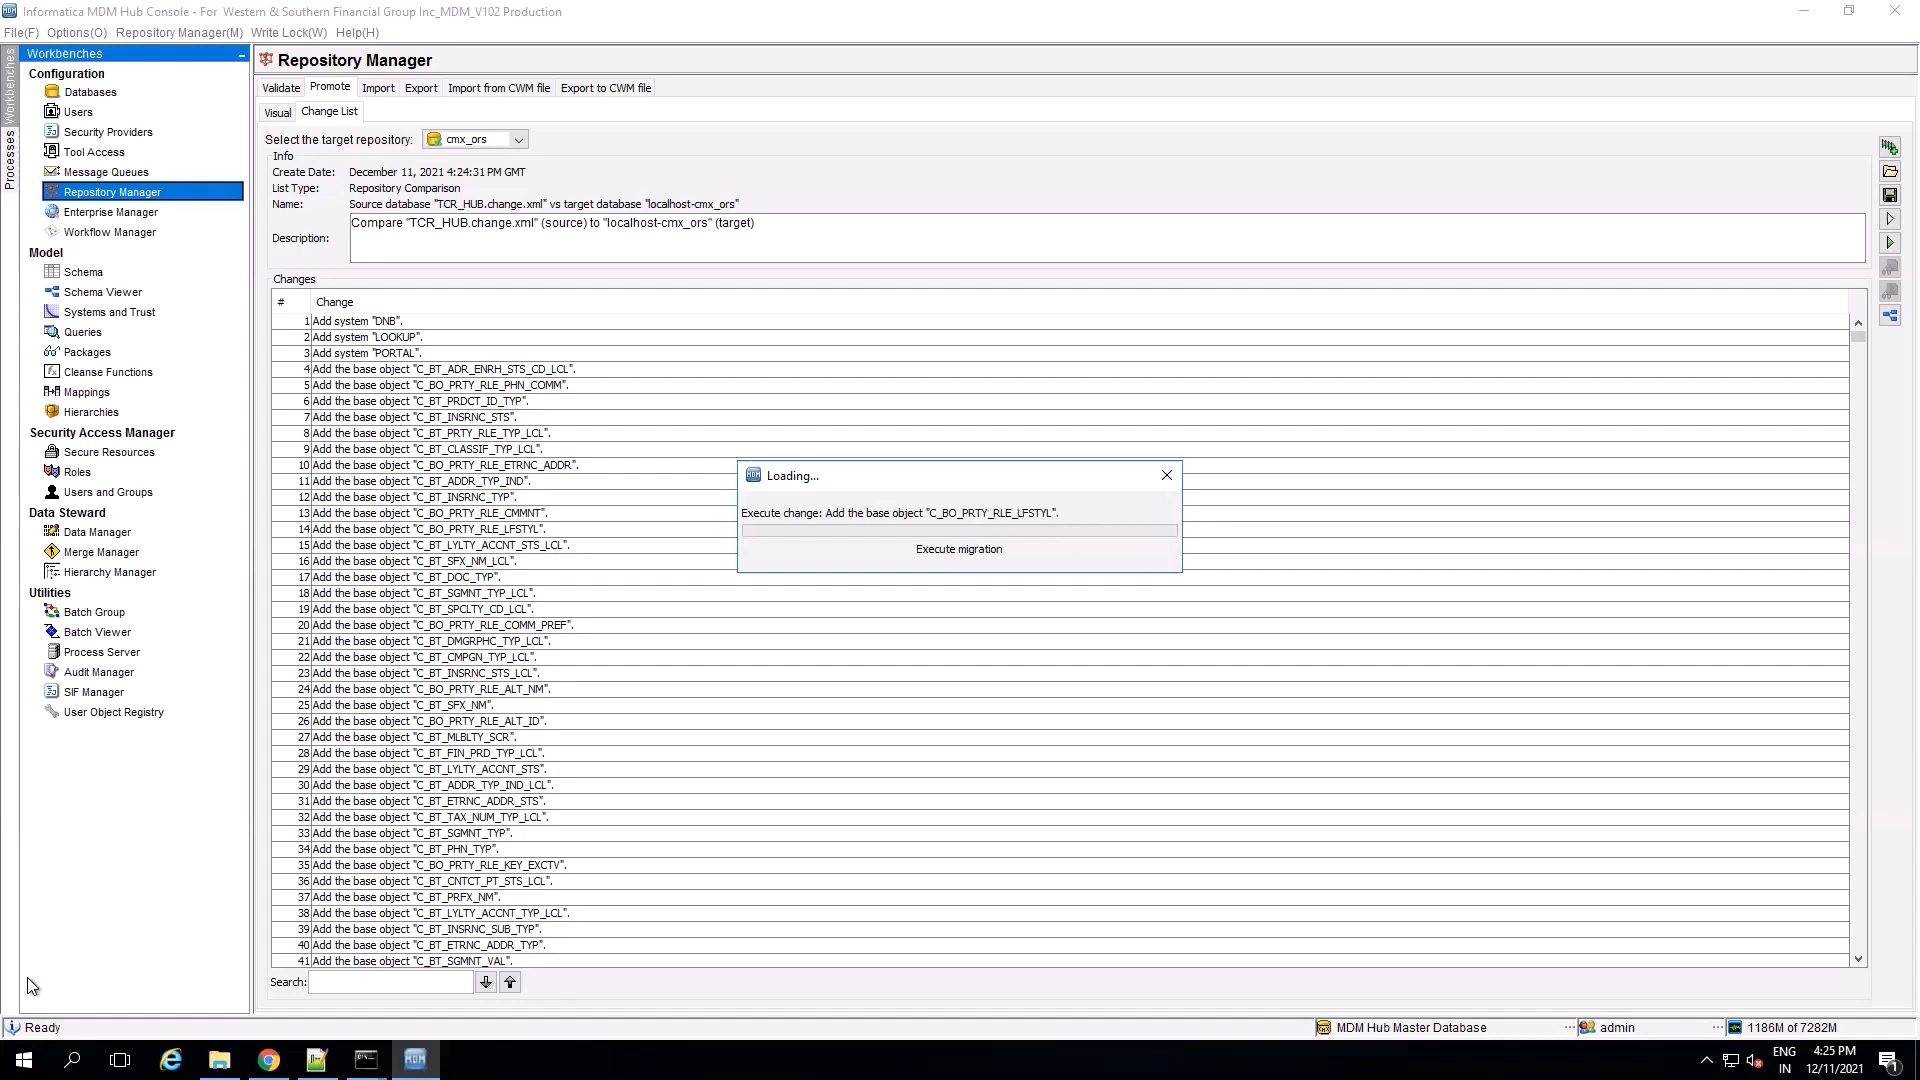 Informatica MDM Hub Console - For  Western & Southern Financial Group Inc_MDM_V102 Production
File(F)  Options(O)  Repository Manager(M)  Write Lock(W)  Help(H)
Workbenches
Processes
Workbenches
Configuration
Databases
Users
Security Providers
Tool Access
Message Queues
Repository Manager
Enterprise Manager
Workflow Manager
Model
Schema
Schema Viewer
Systems and Trust
Queries
Packages
Cleanse Functions
Mappings
Hierarchies
Security Access Manager
Secure Resources
Roles
Users and Groups
Data Steward
Data Manager
Merge Manager
Hierarchy Manager
Utilities
Batch Group
Batch Viewer
Process Server
Audit Manager
SIF Manager
User Object Registry
Repository Manager
Validate  Promote  Import  Export  Import from CWM file  Export to CWM file
Visual  Change List
Select the target repository:  cmx_ors
Info
Create Date:  December 11, 2021 4:24:31 PM GMT
List Type:  Repository Comparison
Name:  Source database "TCR_HUB.change.xml" vs target database "localhost-cmx_ors"
Description:  Compare "TCR_HUB.change.xml" (source) to "localhost-cmx_ors" (target)
Changes
#  Change
1 Add system "DNB".
2 Add system "LOOKUP".
3 Add system "PORTAL".
4 Add the base object "C_BT_ADR_ENRH_STS_CD_LCL".
5 Add the base object "C_BO_PRTY_RLE_PHN_COMM".
6 Add the base object "C_BT_PRDCT_ID_TYP".
7 Add the base object "C_BT_INSRNC_STS".
8 Add the base object "C_BT_PRTY_RLE_TYP_LCL".
9 Add the base object "C_BT_CLASSIF_TYP_LCL".
10 Add the base object "C_BO_PRTY_RLE_ETRNC_ADDR".
11 Add the base object "C_BT_ADDR_TYP_IND".
12 Add the base object "C_BT_INSRNC_TYP".
13 Add the base object "C_BO_PRTY_RLE_CMMNT".
14 Add the base object "C_BO_PRTY_RLE_LFSTYL".
15 Add the base object "C_BT_LYLTY_ACCNT_STS_LCL".
16 Add the base object "C_BT_SFX_NM_LCL".
17 Add the base object "C_BT_DOC_TYP".
18 Add the base object "C_BT_SGMNT_TYP_LCL".
19 Add the base object "C_BT_SPCLTY_CD_LCL".
20 Add the base object "C_BO_PRTY_RLE_COMM_PREF".
21 Add the base object "C_BT_DMGRPHC_TYP_LCL".
22 Add the base object "C_BT_CMPGN_TYP_LCL".
23 Add the base object "C_BT_INSRNC_STS_LCL".
24 Add the base object "C_BO_PRTY_RLE_ALT_NM".
25 Add the base object "C_BT_SFX_NM".
26 Add the base object "C_BO_PRTY_RLE_ALT_ID".
27 Add the base object "C_BT_MLBLTY_SCR".
28 Add the base object "C_BT_FIN_PRD_TYP_LCL".
29 Add the base object "C_BT_LYLTY_ACCNT_STS".
30 Add the base object "C_BT_ADDR_TYP_IND_LCL".
31 Add the base object "C_BT_ETRNC_ADDR_STS".
32 Add the base object "C_BT_TAX_NUM_TYP_LCL".
33 Add the base object "C_BT_SGMNT_TYP".
34 Add the base object "C_BT_PHN_TYP".
35 Add the base object "C_BO_PRTY_RLE_KEY_EXCTV".
36 Add the base object "C_BT_CNTCT_PT_STS_LCL".
37 Add the base object "C_BT_PRFX_NM".
38 Add the base object "C_BT_LYLTY_ACCNT_TYP_LCL".
39 Add the base object "C_BT_INSRNC_SUB_TYP".
40 Add the base object "C_BT_ETRNC_ADDR_TYP".
41 Add the base object "C_BT_SGMNT_VAL".
Loading...
Execute change: Add the base object "C_BO_PRTY_RLE_LFSTYL".
Execute migration
Search:
Ready  MDM Hub Master Database  ...  admin  ...  1186M of 7282M
MDM
ENG
IN
4:25 PM
12/11/2021
1